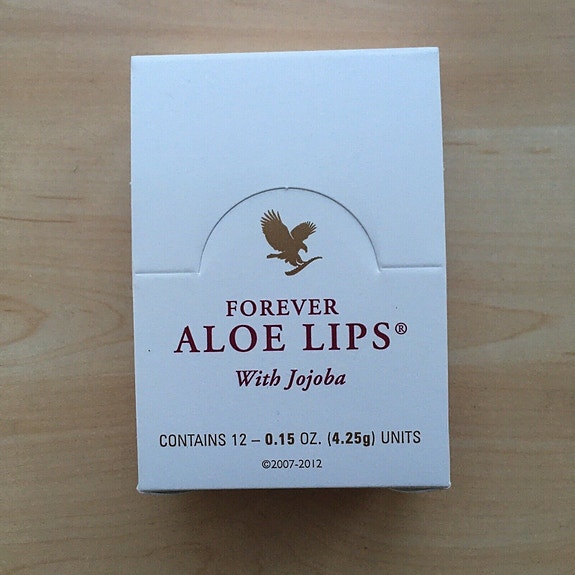 FOREVER
ALOE LIPS®
With Jojoba
CONTAINS 12 – 0.15 OZ. (4.25g) UNITS
©2007-2012